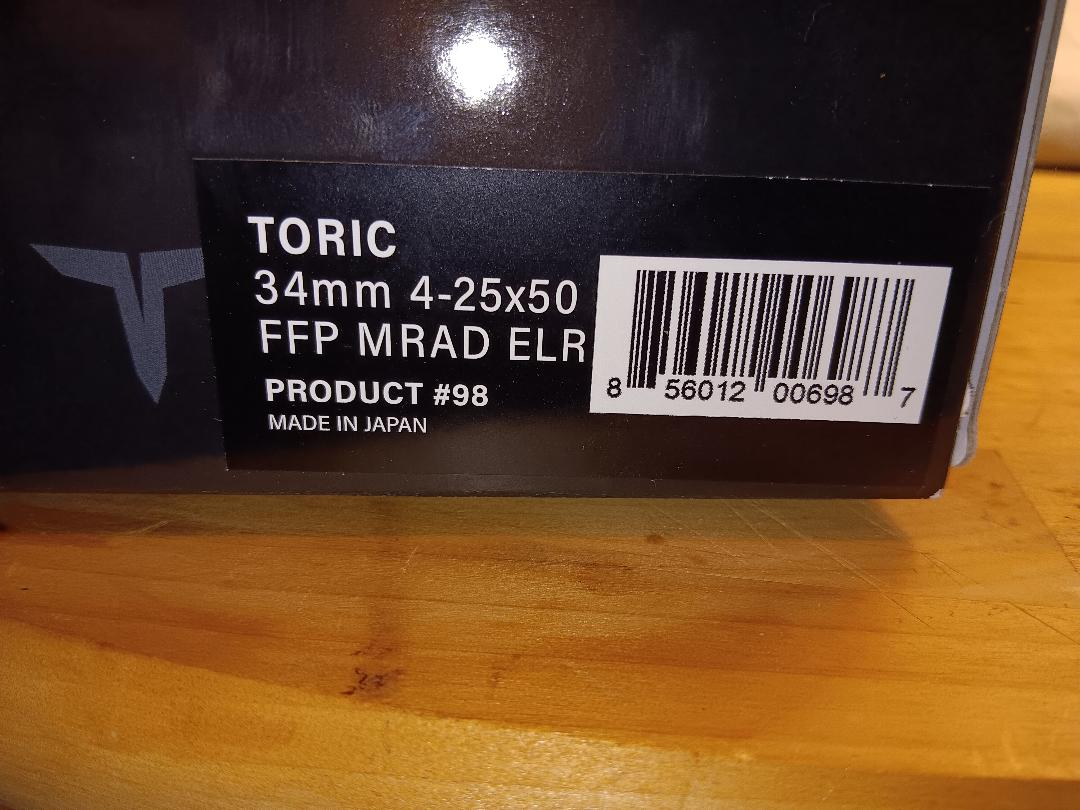 TORIC
34mm 4-25x50
FFP MRAD ELR
PRODUCT #98
MADE IN JAPAN
8 56012 00698 7